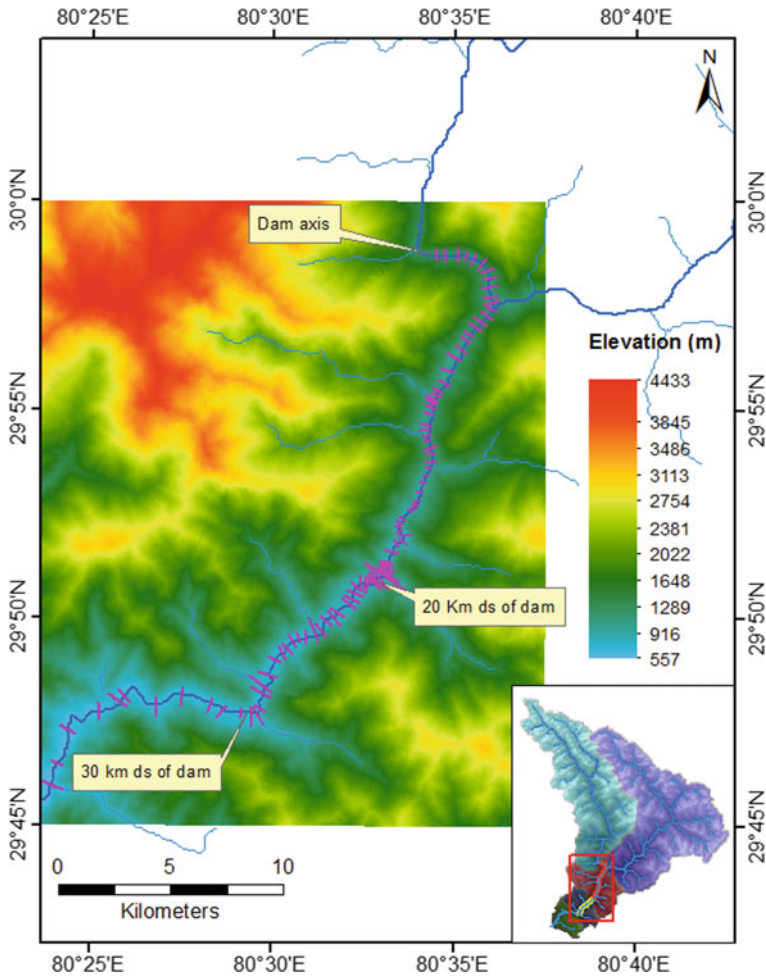 80°25'E 80°30'E 80°35'E 80°40'E
N
30°0'N
30°0'N
Dam axis
Elevation (m)
4433
3845
3486
3113
2754
2381
2022
1648
1289
916
557
29°55'N
29°55'N
29°50'N
29°50'N
20 Km ds of dam
30 km ds of dam
29°45'N
29°45'N
0 5 10
Kilometers
80°25'E 80°30'E 80°35'E 80°40'E